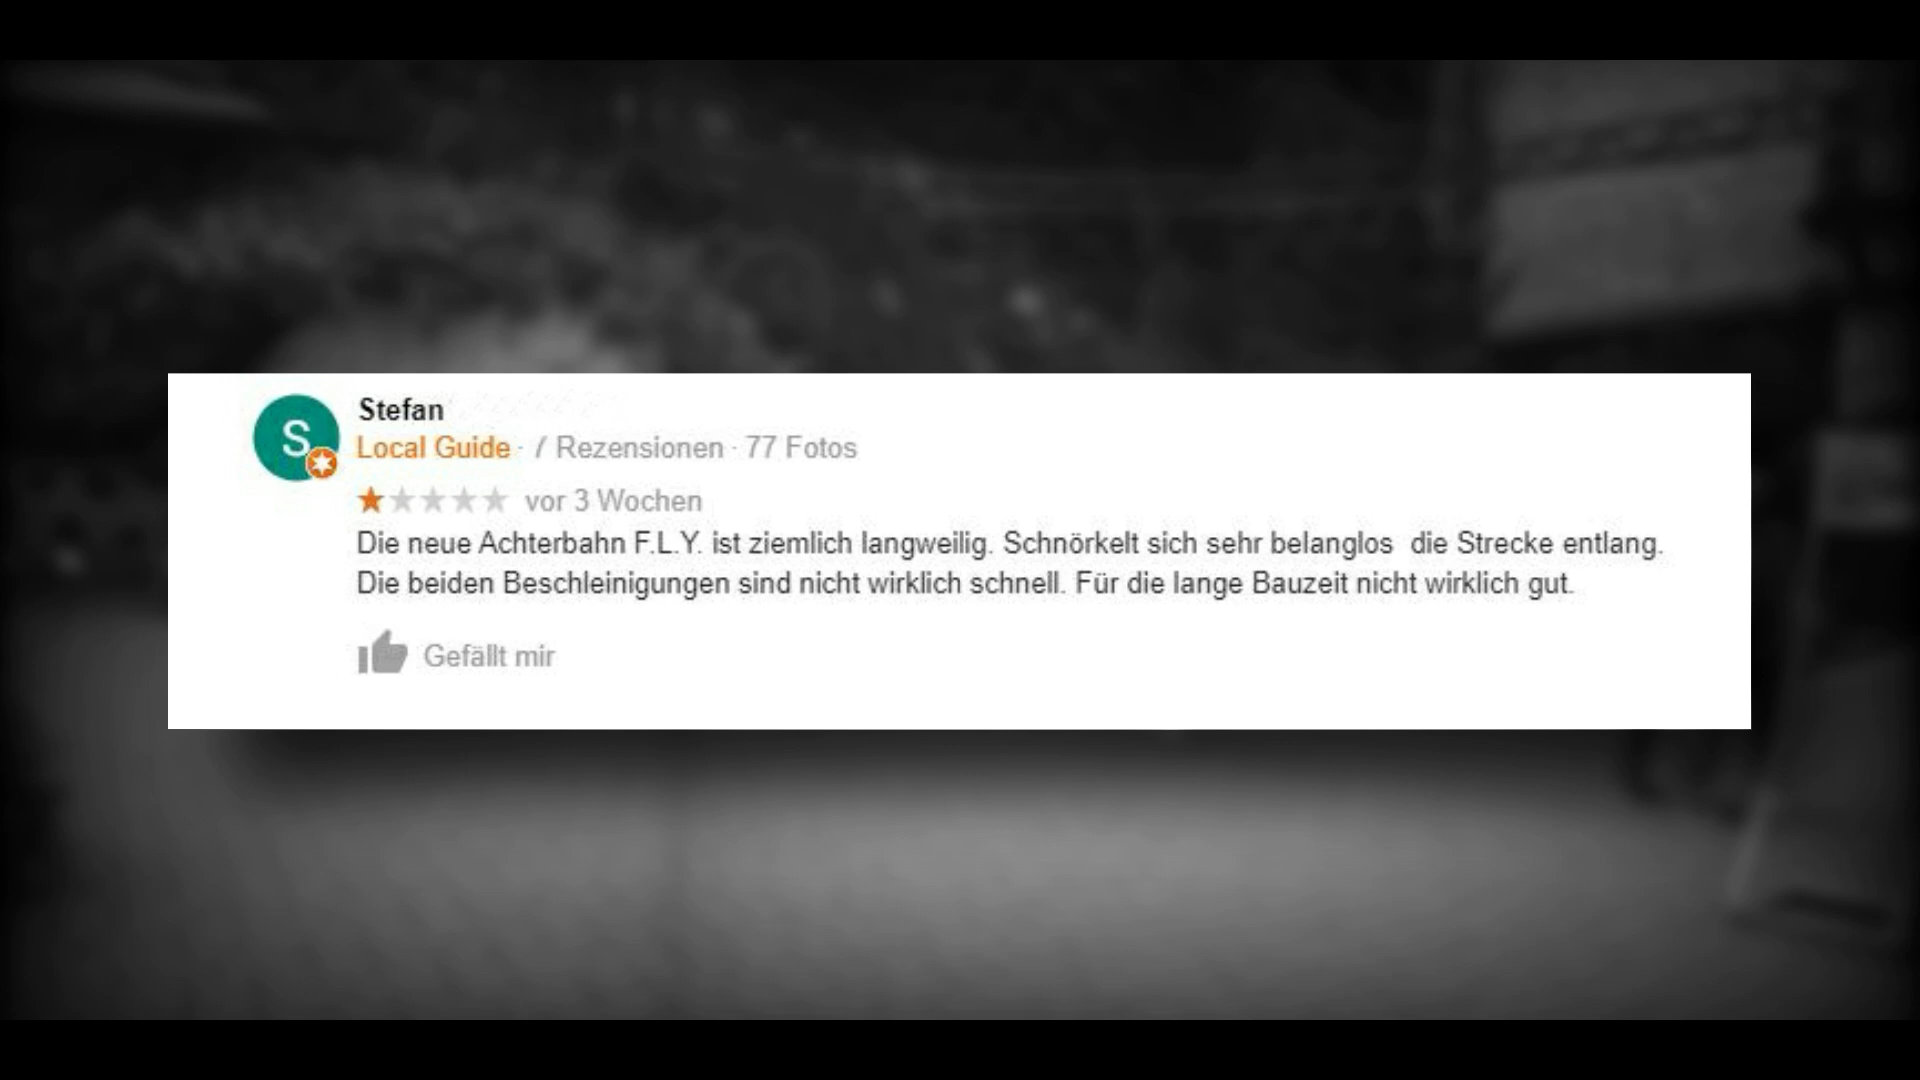 S
Stefan
Local Guide · 7 Rezensionen · 77 Fotos
vor 3 Wochen
Die neue Achterbahn F.L.Y. ist ziemlich langweilig. Schnörkelt sich sehr belanglos die Strecke entlang.
Die beiden Beschleinigungen sind nicht wirklich schnell. Für die lange Bauzeit nicht wirklich gut.
Gefällt mir